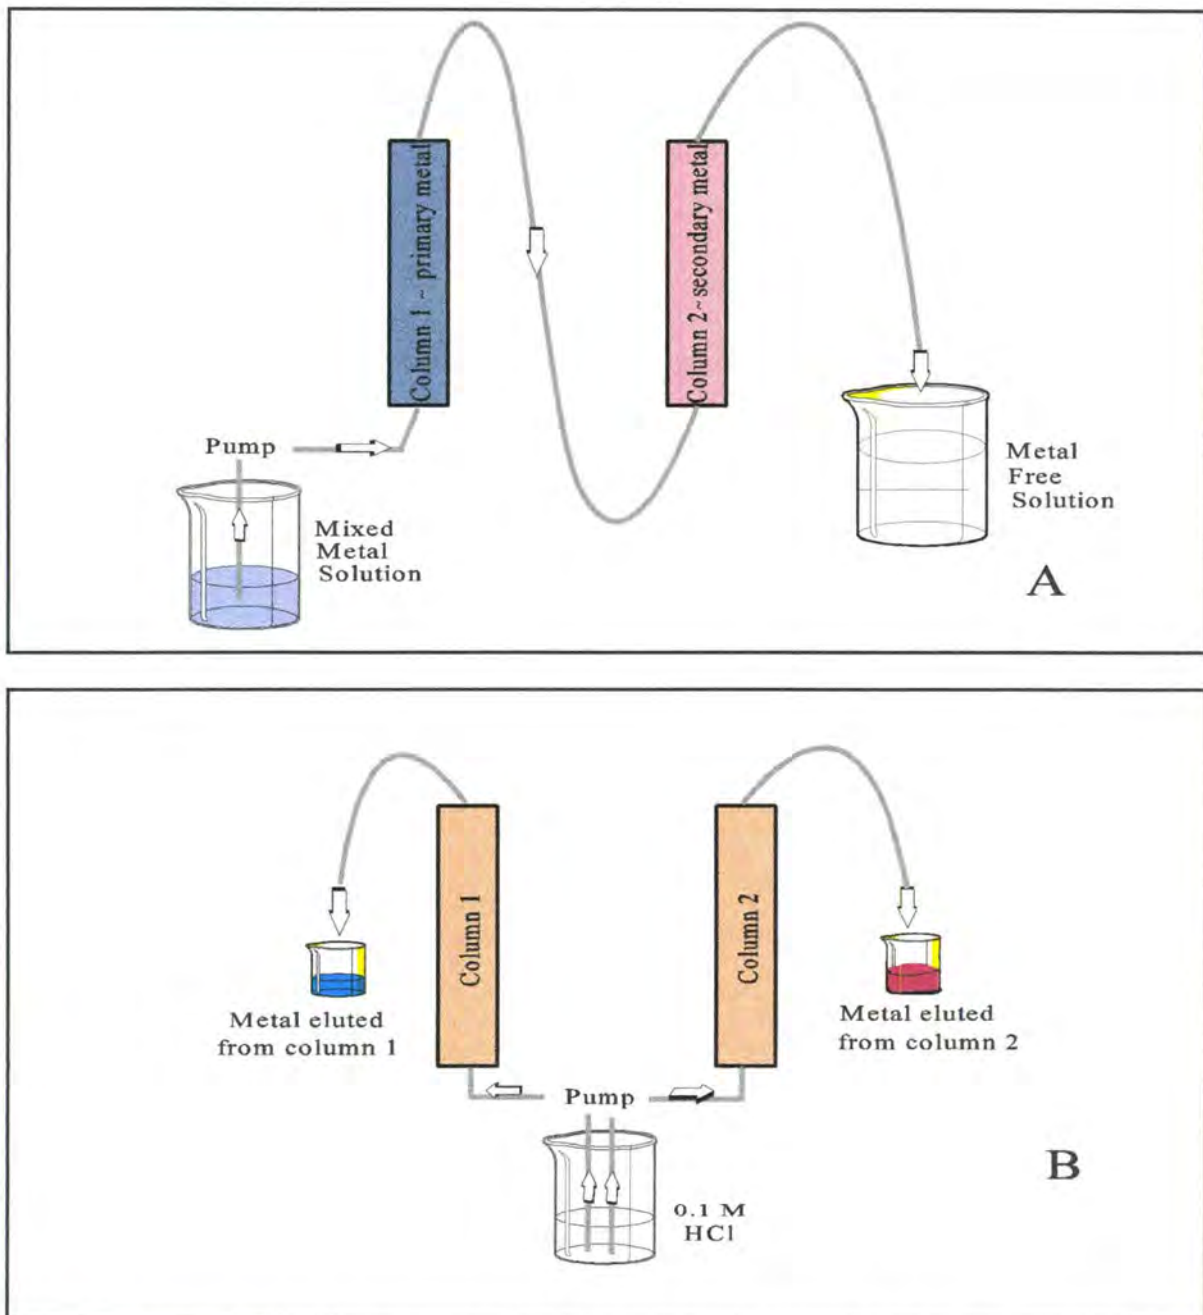 Column 1 ~ primary metal
Column 2~ secondary metal
Pump
Mixed
Metal
Solution
Metal
Free
Solution
A
Column 1
Column 2
Metal eluted
from column 1
Metal eluted
from column 2
Pump
0.1 M
HCl
B